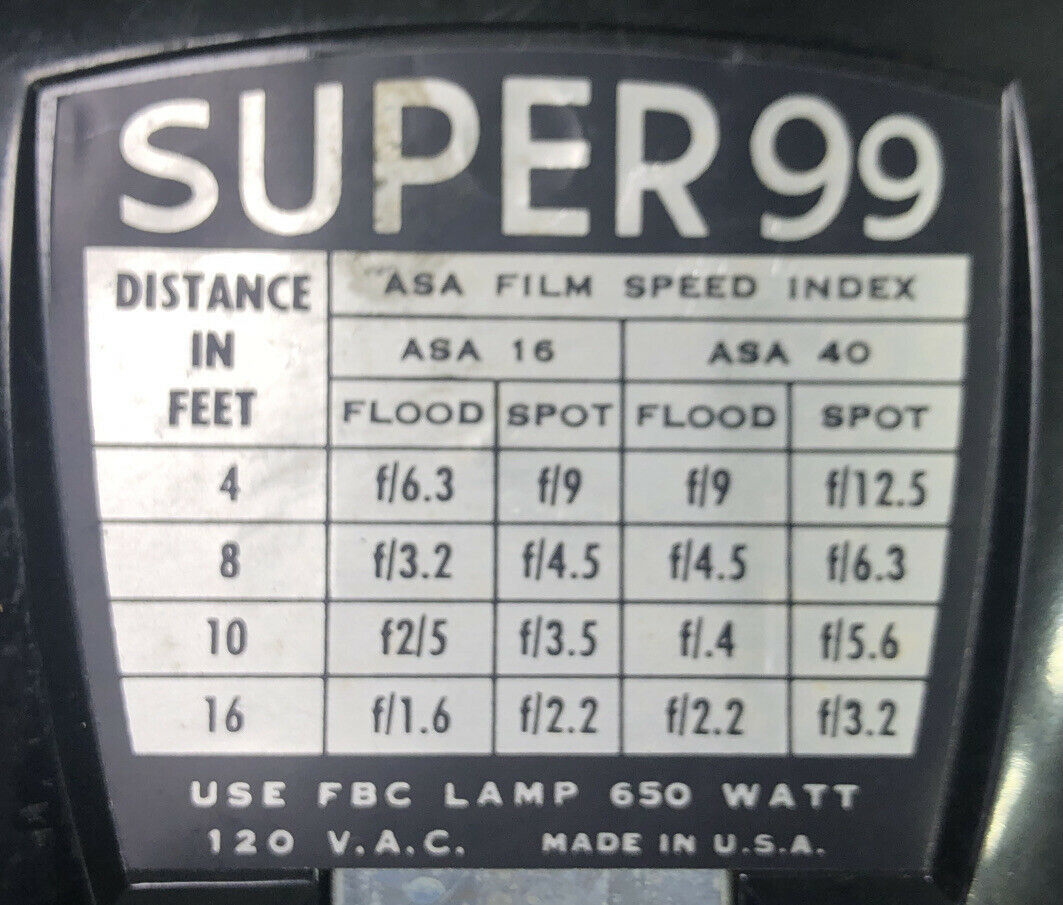 SUPER 99
DISTANCE IN FEET ASA FILM SPEED INDEX
ASA 16 ASA 40
FLOOD SPOT FLOOD SPOT
4 f/6.3 f/9 f/9 f/12.5
8 f/3.2 f/4.5 f/4.5 f/6.3
10 f2/5 f/3.5 f/.4 f/5.6
16 f/1.6 f/2.2 f/2.2 f/3.2
USE FBC LAMP 650 WATT
120 V.A.C. MADE IN U.S.A.